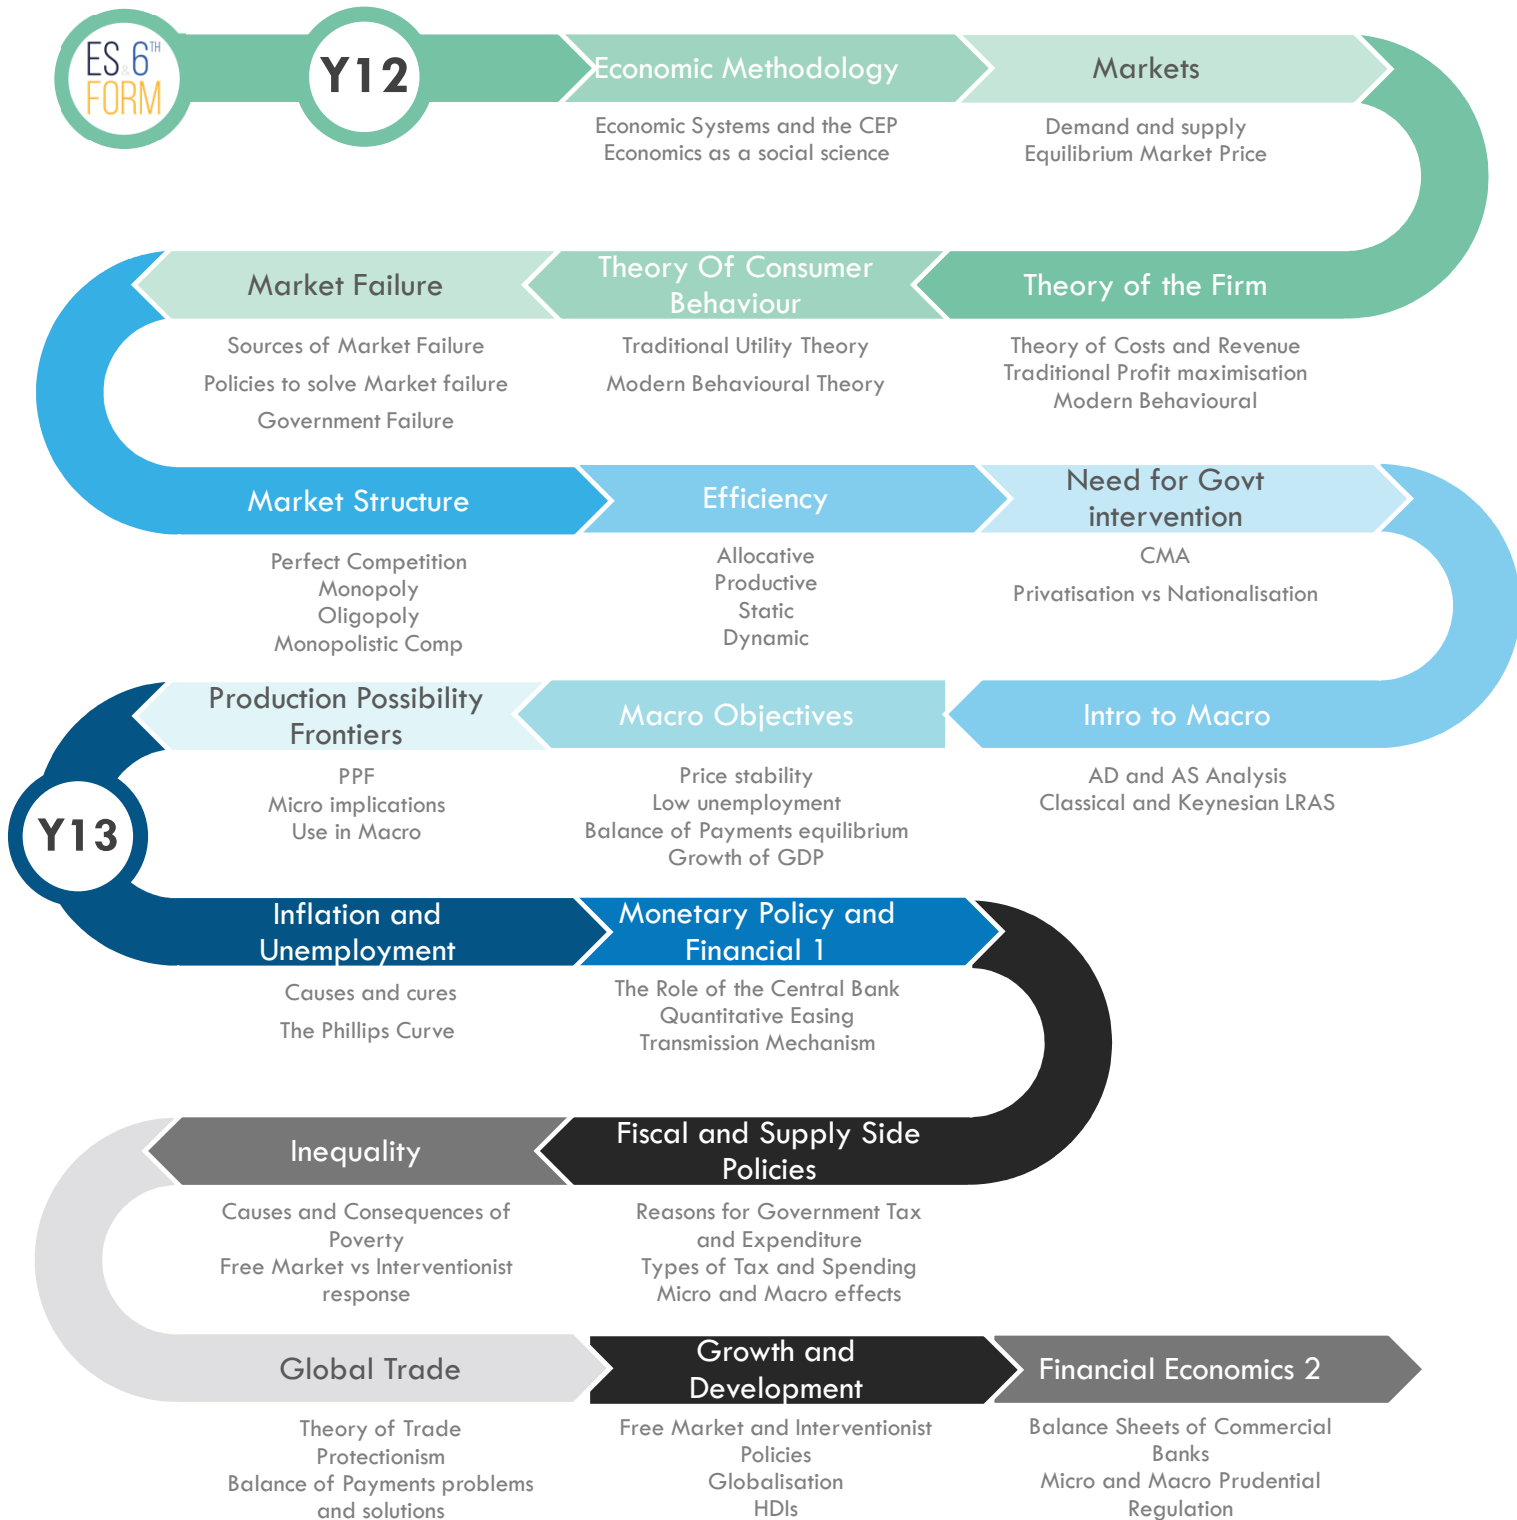 ES 6TH
FORM
Y12
Economic Methodology
Economic Systems and the CEP
Economics as a social science
Markets
Demand and supply
Equilibrium Market Price
Theory of the Firm
Theory of Costs and Revenue
Traditional Profit maximisation
Modern Behavioural
Theory Of Consumer
Behaviour
Traditional Utility Theory
Modern Behavioural Theory
Market Failure
Sources of Market Failure
Policies to solve Market failure
Government Failure
Market Structure
Perfect Competition
Monopoly
Oligopoly
Monopolistic Comp
Efficiency
Allocative
Productive
Static
Dynamic
Need for Govt
intervention
CMA
Privatisation vs Nationalisation
Intro to Macro
AD and AS Analysis
Classical and Keynesian LRAS
Macro Objectives
Price stability
Low unemployment
Balance of Payments equilibrium
Growth of GDP
Production Possibility
Frontiers
PPF
Micro implications
Use in Macro
Y13
Inflation and
Unemployment
Causes and cures
The Phillips Curve
Monetary Policy and
Financial 1
The Role of the Central Bank
Quantitative Easing
Transmission Mechanism
Fiscal and Supply Side
Policies
Reasons for Government Tax
and Expenditure
Types of Tax and Spending
Micro and Macro effects
Inequality
Causes and Consequences of
Poverty
Free Market vs Interventionist
response
Global Trade
Theory of Trade
Protectionism
Balance of Payments problems
and solutions
Growth and
Development
Free Market and Interventionist
Policies
Globalisation
HDIs
Financial Economics 2
Balance Sheets of Commercial
Banks
Micro and Macro Prudential
Regulation